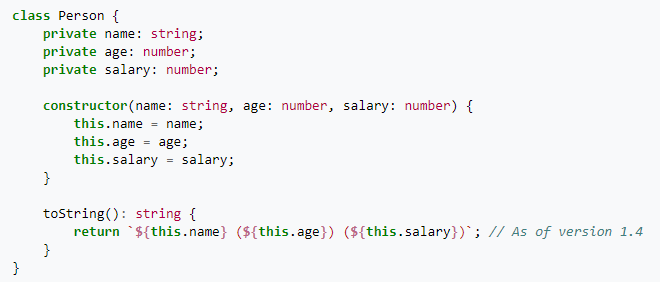 class Person {
    private name: string;
    private age: number;
    private salary: number;

    constructor(name: string, age: number, salary: number) {
        this.name = name;
        this.age = age;
        this.salary = salary;
    }

    toString(): string {
        return `${this.name} (${this.age}) (${this.salary})`; // As of version 1.4
    }
}